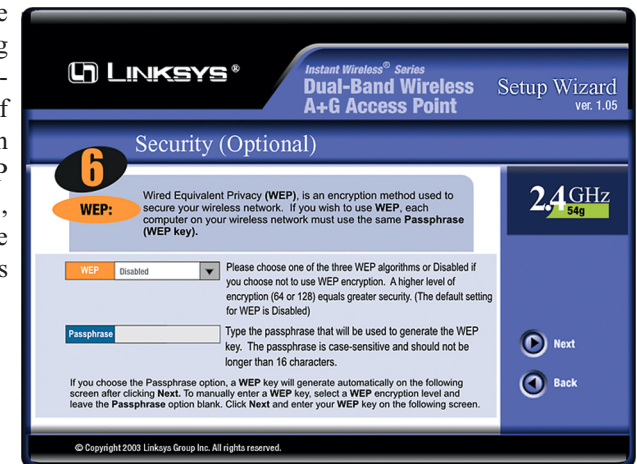 LINKSYS®
Instant Wireless® Series
Dual-Band Wireless
A+G Access Point
Setup Wizard
ver. 1.05
6
Security (Optional)
WEP:
Wired Equivalent Privacy (WEP), is an encryption method used to
secure your wireless network. If you wish to use WEP, each
computer on your wireless network must use the same Passphrase
(WEP key).
2.4GHz
54g
WEP
Disabled
Please choose one of the three WEP algorithms or Disabled if
you choose not to use WEP encryption. A higher level of
encryption (64 or 128) equals greater security. (The default setting
for WEP is Disabled)
Passphrase
Type the passphrase that will be used to generate the WEP
key. The passphrase is case-sensitive and should not be
longer than 16 characters.
If you choose the Passphrase option, a WEP key will generate automatically on the following
screen after clicking Next. To manually enter a WEP key, select a WEP encryption level and
leave the Passphrase option blank. Click Next and enter your WEP key on the following screen.
Next
Back
© Copyright 2003 Linksys Group Inc. All rights reserved.